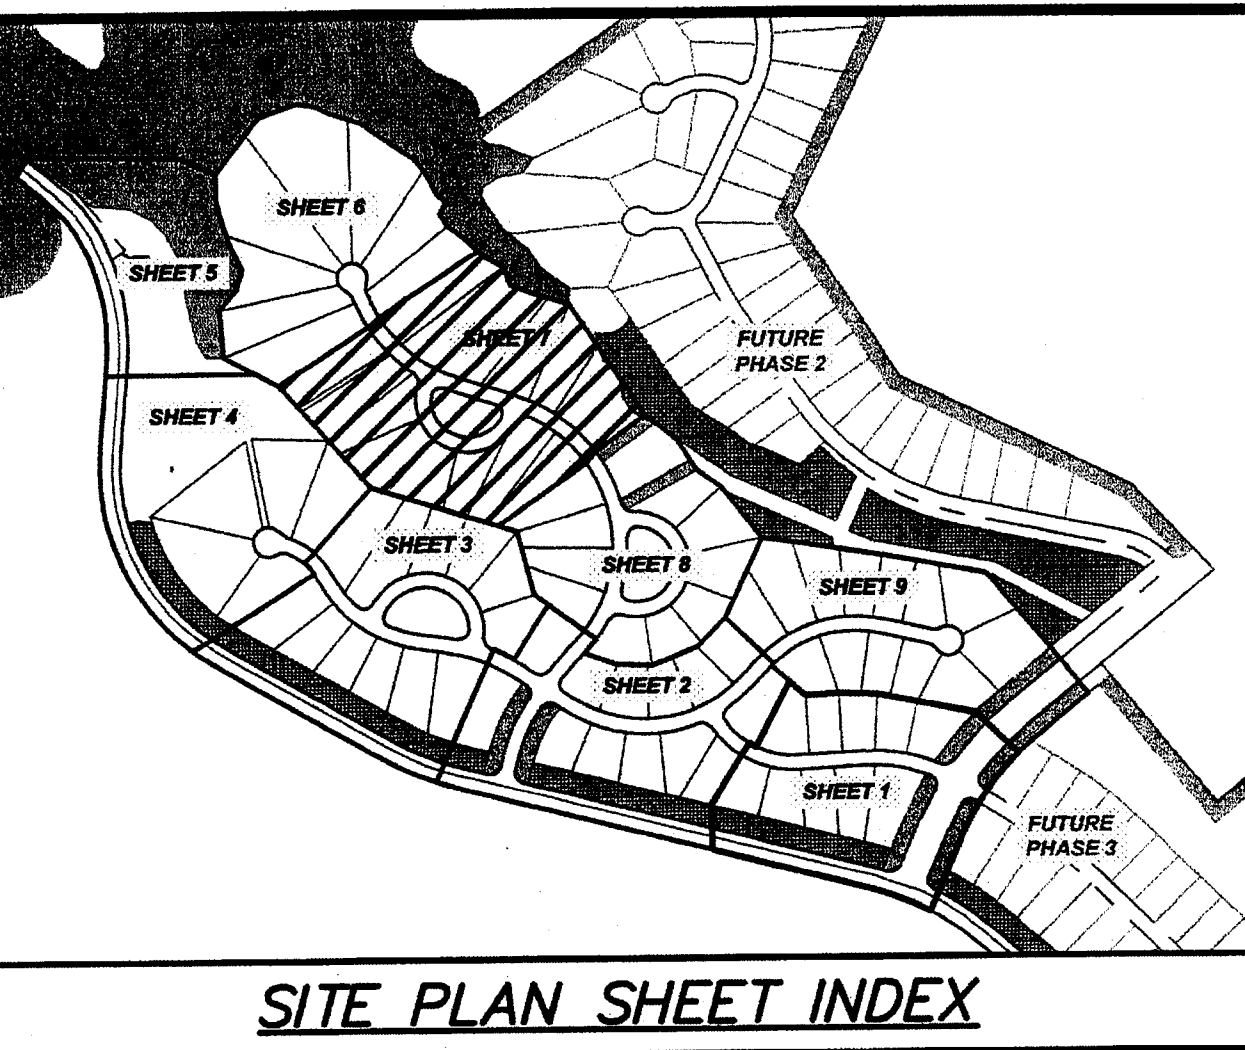 SHEET 6
SHEET 5
SHEET 7
FUTURE
PHASE 2
SHEET 4
SHEET 3
SHEET 8
SHEET 9
SHEET 2
SHEET 1
FUTURE
PHASE 3
SITE PLAN SHEET INDEX